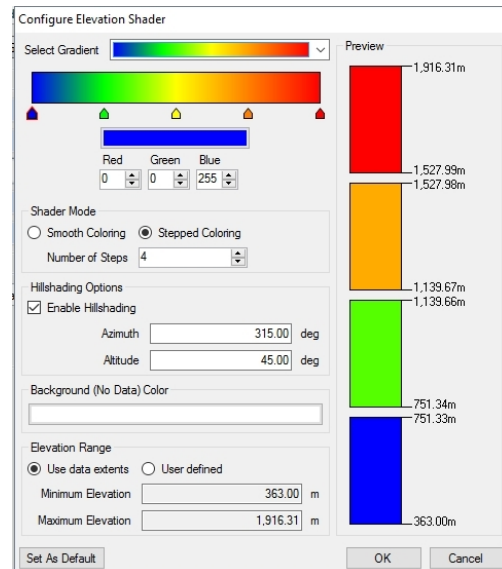 Configure Elevation Shader
Select Gradient
Red Green Blue
0 0 255
Shader Mode
Smooth Coloring Stepped Coloring
Number of Steps 4
Hillshading Options
Enable Hillshading
Azimuth 315.00 deg
Altitude 45.00 deg
Background (No Data) Color
Elevation Range
Use data extents User defined
Minimum Elevation 363.00 m
Maximum Elevation 1,916.31 m
Set As Default
Preview
1,916.31m
1,527.99m
1,527.98m
1,139.67m
1,139.66m
751.34m
751.33m
363.00m
OK Cancel